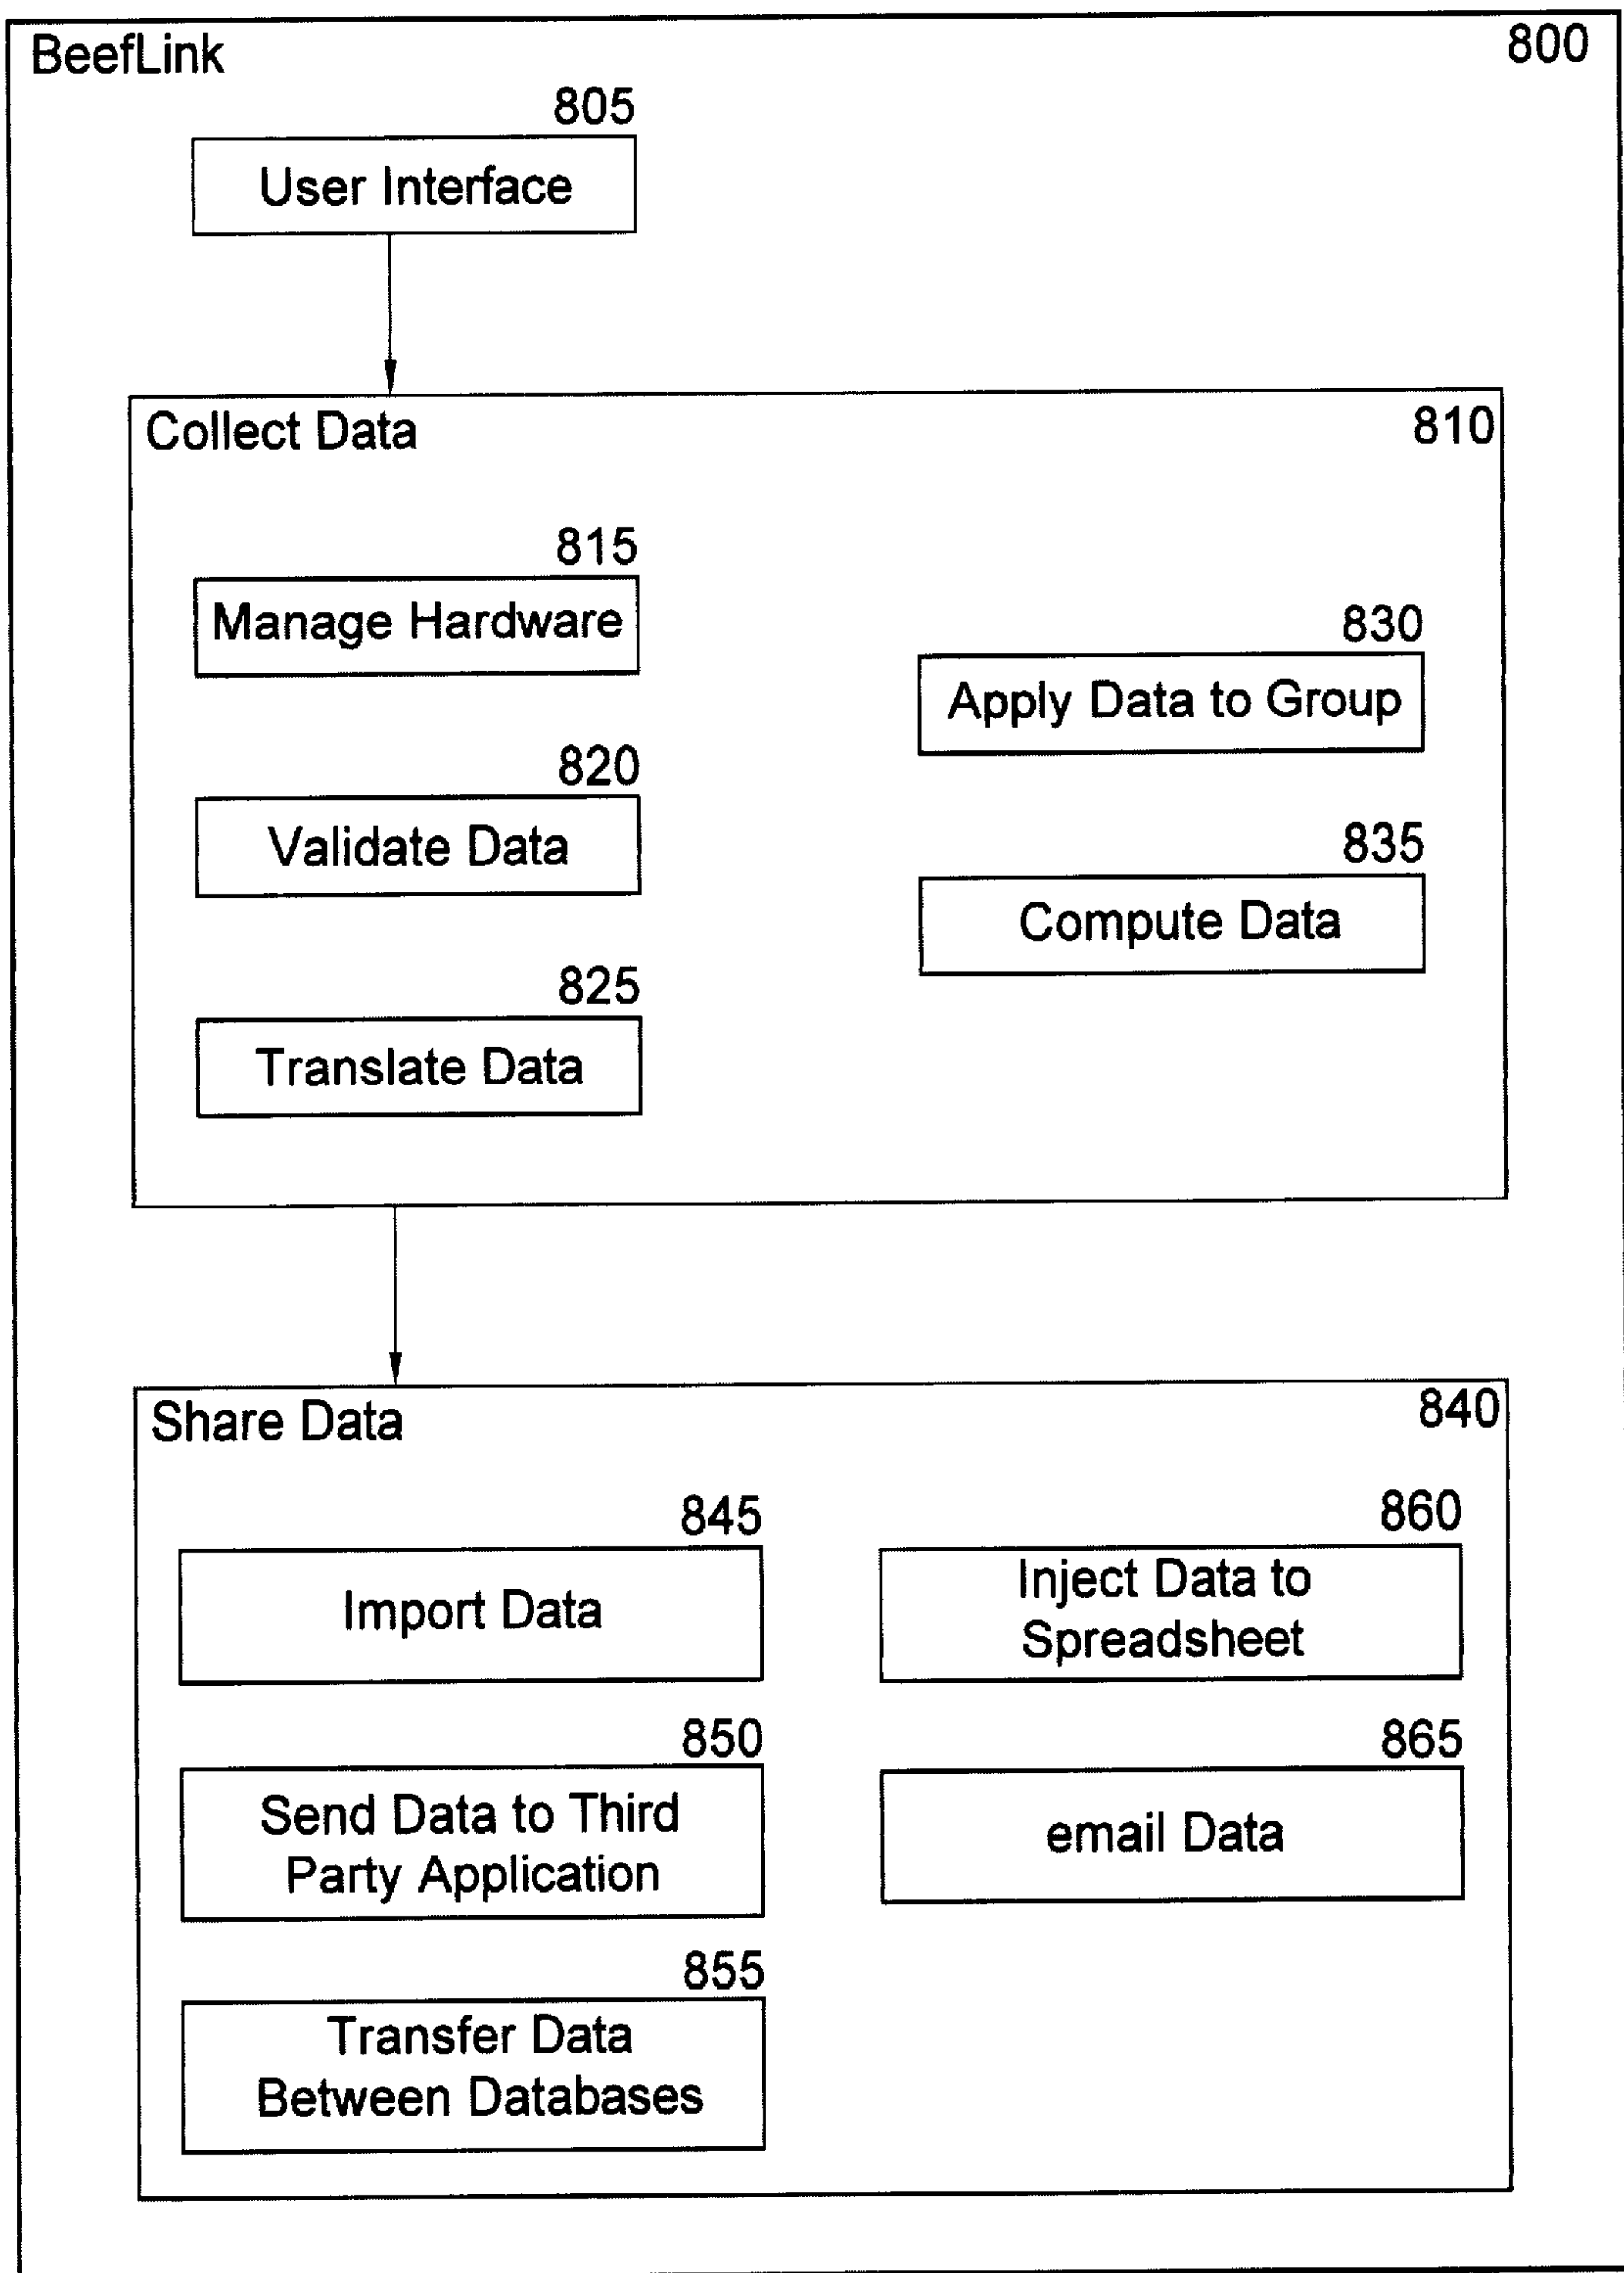 BeefLink 800
805
User Interface
Collect Data 810
815
Manage Hardware
820
Validate Data
825
Translate Data
830
Apply Data to Group
835
Compute Data
Share Data 840
845
Import Data
850
Send Data to Third
Party Application
855
Transfer Data
Between Databases
860
Inject Data to
Spreadsheet
865
email Data